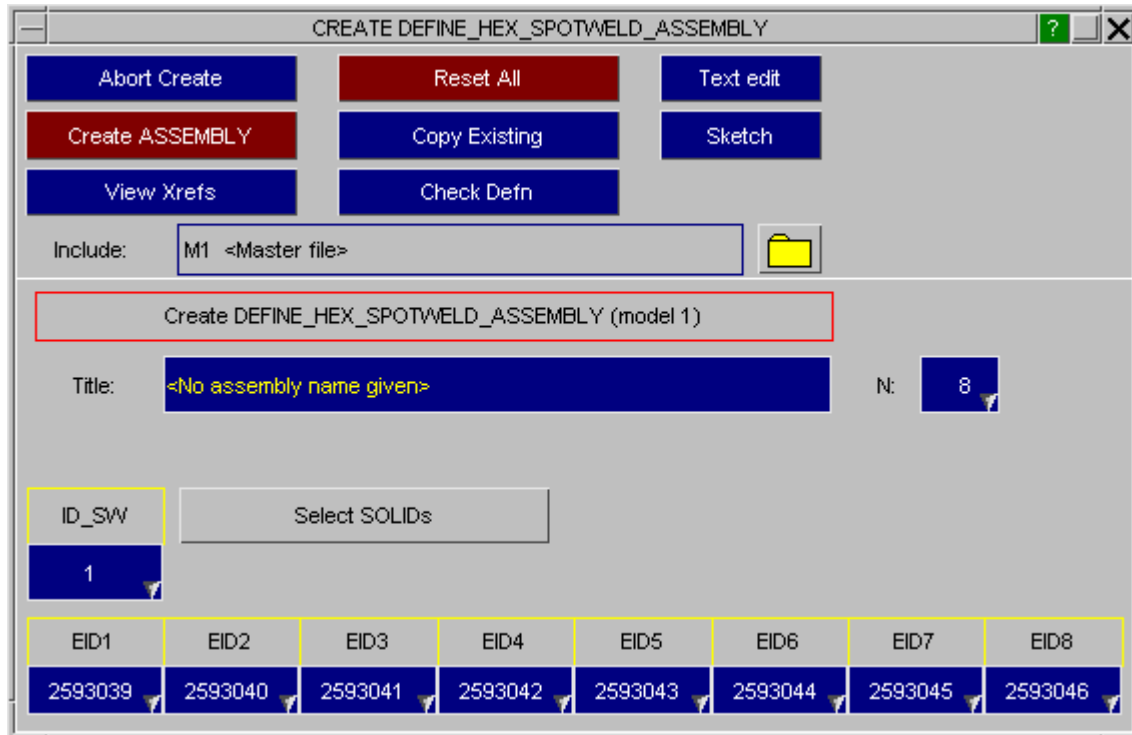 CREATE DEFINE_HEX_SPOTWELD_ASSEMBLY ?
Abort Create Reset All Text edit
Create ASSEMBLY Copy Existing Sketch
View Xrefs Check Defn
Include: M1 <Master file>
Create DEFINE_HEX_SPOTWELD_ASSEMBLY (model 1)
Title: <No assembly name given> N: 8
ID_SW Select SOLIDs
1
EID1 EID2 EID3 EID4 EID5 EID6 EID7 EID8
2593039 2593040 2593041 2593042 2593043 2593044 2593045 2593046